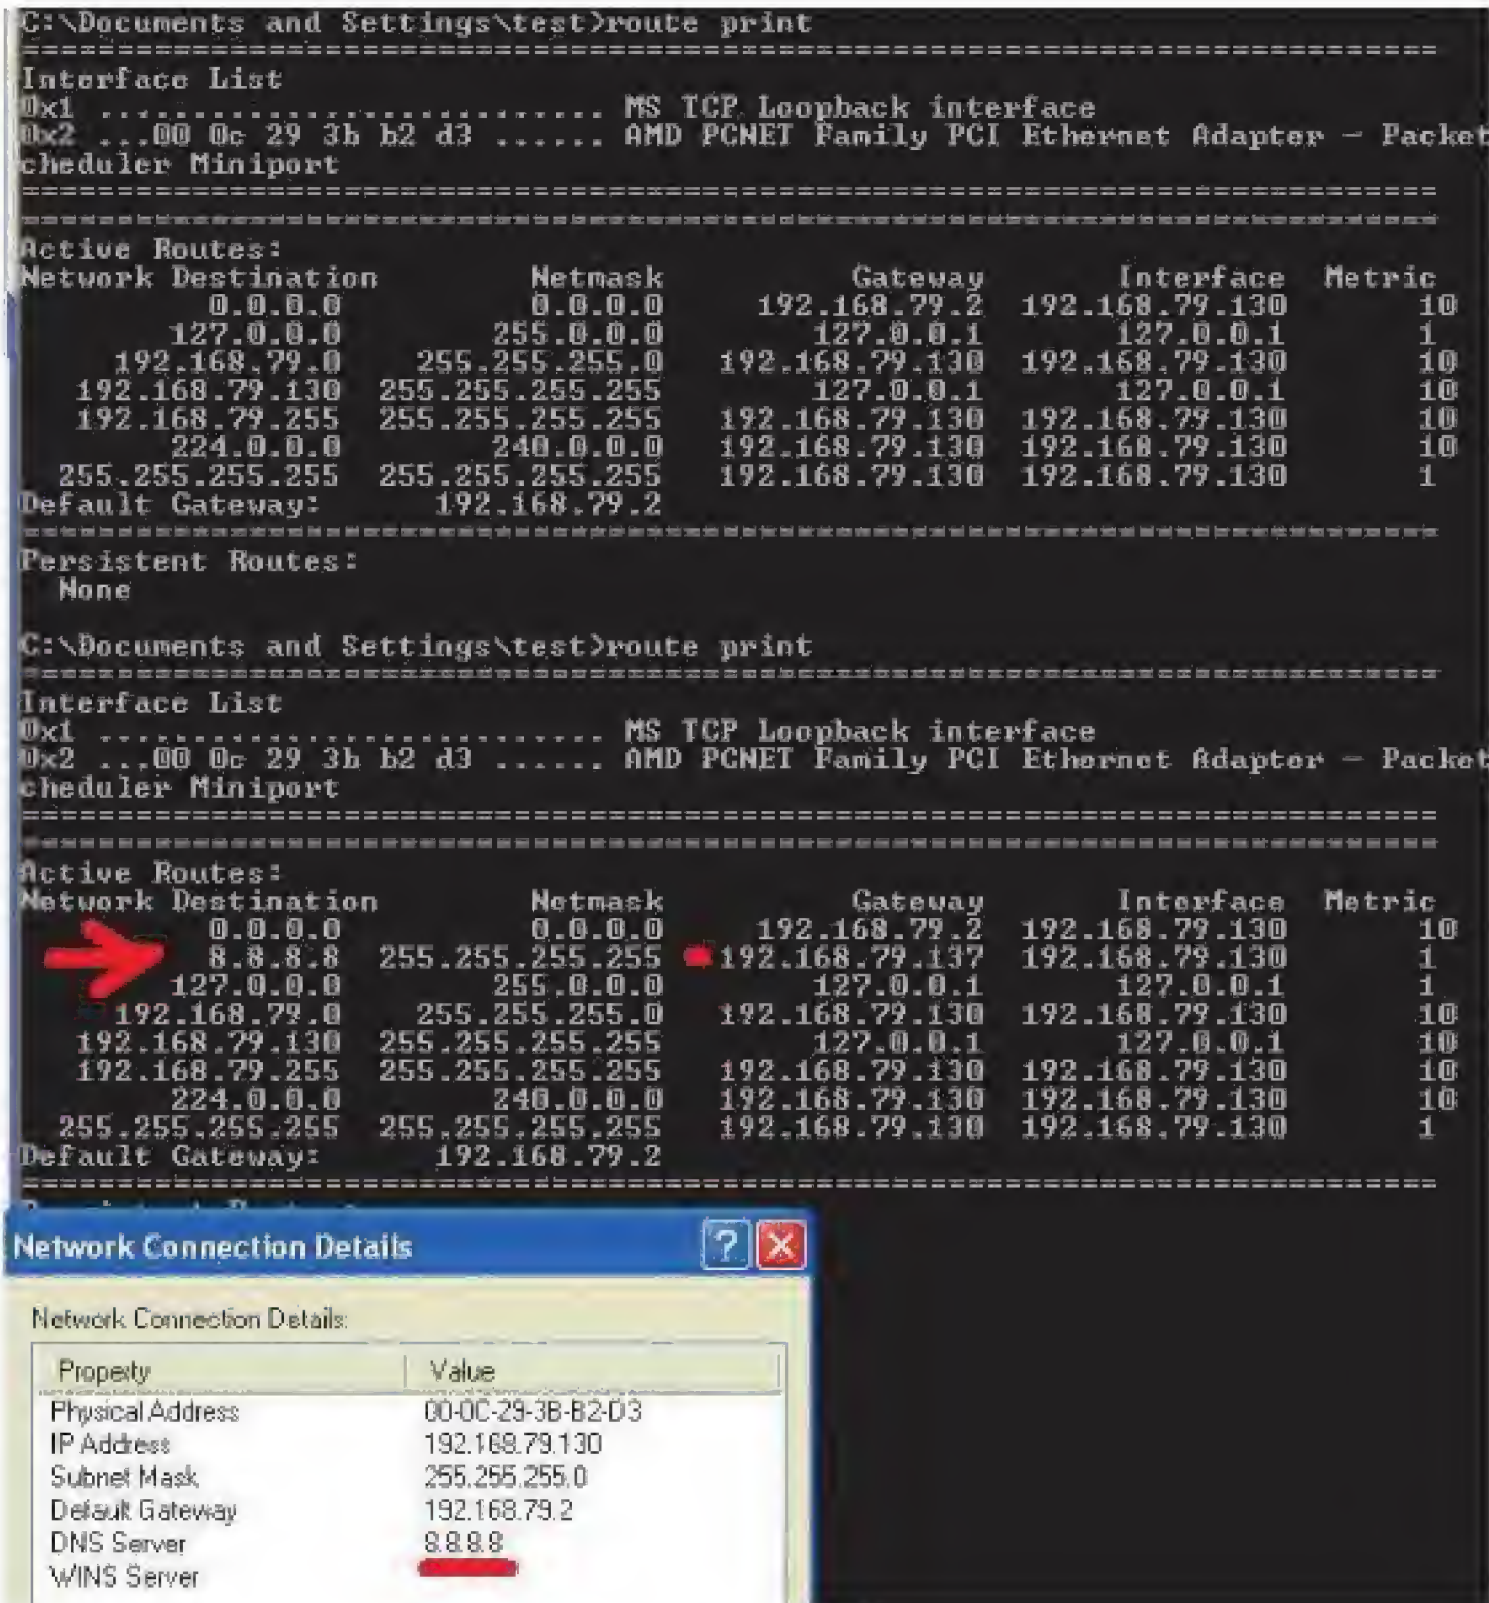 C:\Documents and Settings\test>route print
===========================================================================
Interface List
0x1 ........................... MS TCP Loopback interface
0x2 ...00 0c 29 3b b2 d3 ...... AMD PCNET Family PCI Ethernet Adapter - Packet
cheduler Miniport
===========================================================================
===========================================================================
Active Routes:
Network Destination Netmask Gateway Interface Metric
0.0.0.0 0.0.0.0 192.168.79.2 192.168.79.130 10
127.0.0.0 255.0.0.0 127.0.0.1 127.0.0.1 1
192.168.79.0 255.255.255.0 192.168.79.130 192.168.79.130 10
192.168.79.130 255.255.255.255 127.0.0.1 127.0.0.1 10
192.168.79.255 255.255.255.255 192.168.79.130 192.168.79.130 10
224.0.0.0 240.0.0.0 192.168.79.130 192.168.79.130 10
255.255.255.255 255.255.255.255 192.168.79.130 192.168.79.130 1
Default Gateway: 192.168.79.2
===========================================================================
Persistent Routes:
None
C:\Documents and Settings\test>route print
===========================================================================
Interface List
0x1 ........................... MS TCP Loopback interface
0x2 ...00 0c 29 3b b2 d3 ...... AMD PCNET Family PCI Ethernet Adapter - Packet
cheduler Miniport
===========================================================================
===========================================================================
Active Routes:
Network Destination Netmask Gateway Interface Metric
0.0.0.0 0.0.0.0 192.168.79.2 192.168.79.130 10
8.8.8.8 255.255.255.255 192.168.79.137 192.168.79.130 1
127.0.0.0 255.0.0.0 127.0.0.1 127.0.0.1 1
192.168.79.0 255.255.255.0 192.168.79.130 192.168.79.130 10
192.168.79.130 255.255.255.255 127.0.0.1 127.0.0.1 10
192.168.79.255 255.255.255.255 192.168.79.130 192.168.79.130 10
224.0.0.0 240.0.0.0 192.168.79.130 192.168.79.130 10
255.255.255.255 255.255.255.255 192.168.79.130 192.168.79.130 1
Default Gateway: 192.168.79.2
===========================================================================
Network Connection Details
Network Connection Details:
Property Value
Physical Address 00-0C-29-3B-B2-D3
IP Address 192.168.79.130
Subnet Mask 255.255.255.0
Default Gateway 192.168.79.2
DNS Server 8.8.8.8
WINS Server